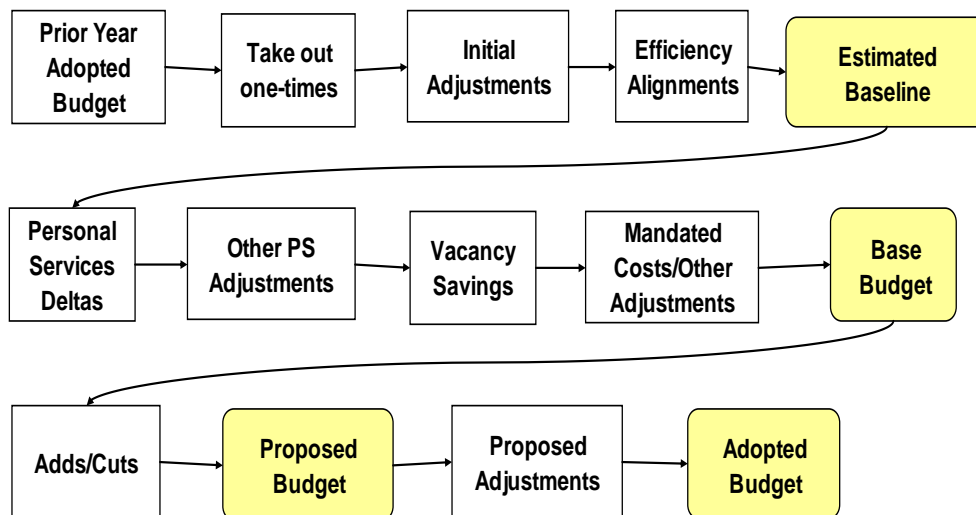 Prior Year
Adopted
Budget
Take out
one-times
Initial
Adjustments
Efficiency
Alignments
Estimated
Baseline
Personal
Services
Deltas
Other PS
Adjustments
Vacancy
Savings
Mandated
Costs/Other
Adjustments
Base
Budget
Adds/Cuts
Proposed
Budget
Proposed
Adjustments
Adopted
Budget